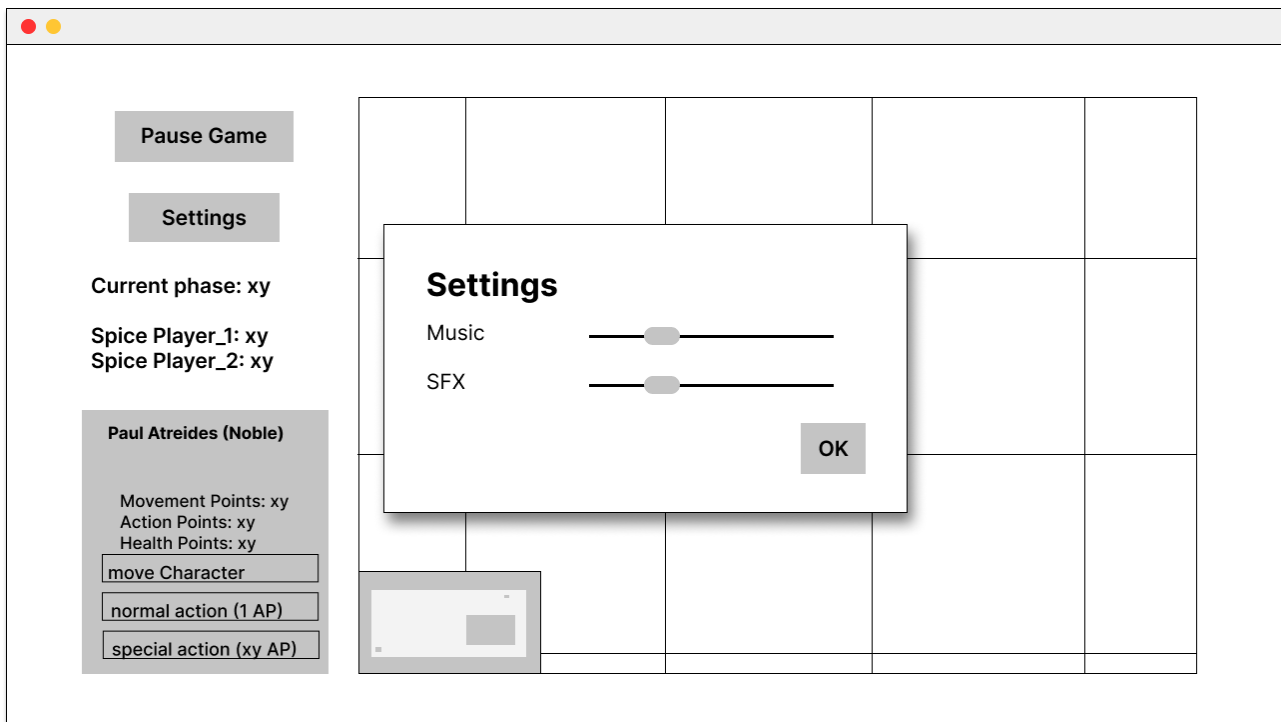 Pause Game
Settings
Current phase: xy
Spice Player_1: xy
Spice Player_2: xy
Paul Atreides (Noble)
Movement Points: xy
Action Points: xy
Health Points: xy
move Character
normal action (1 AP)
special action (xy AP)
Settings
Music
SFX
OK